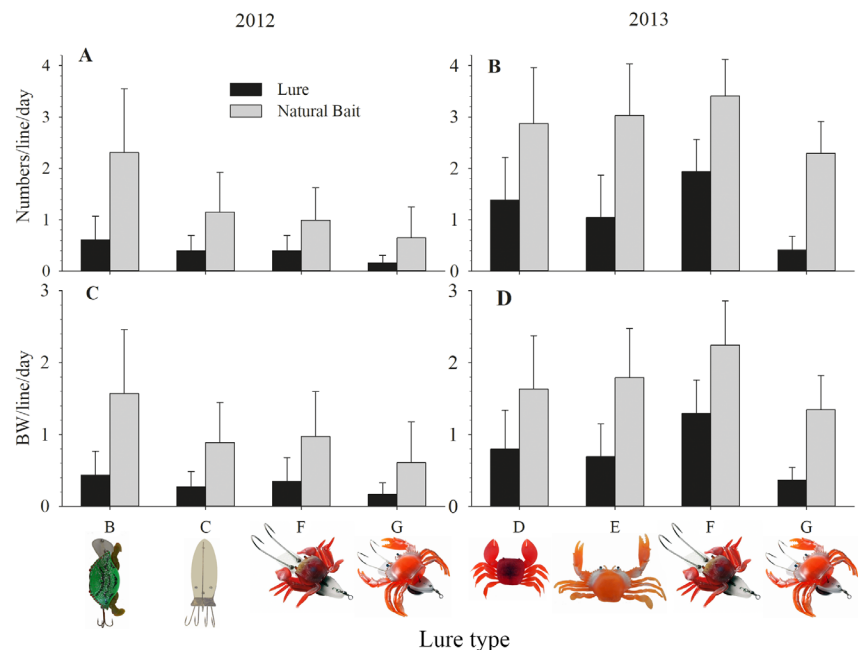 2012 2013
A B
Numbers/line/day
4
3
2
1
0
Lure
Natural Bait
4
3
2
1
0
C D
BW/line/day
3
2
1
0
3
2
1
0
B C F G D E F G
Lure type